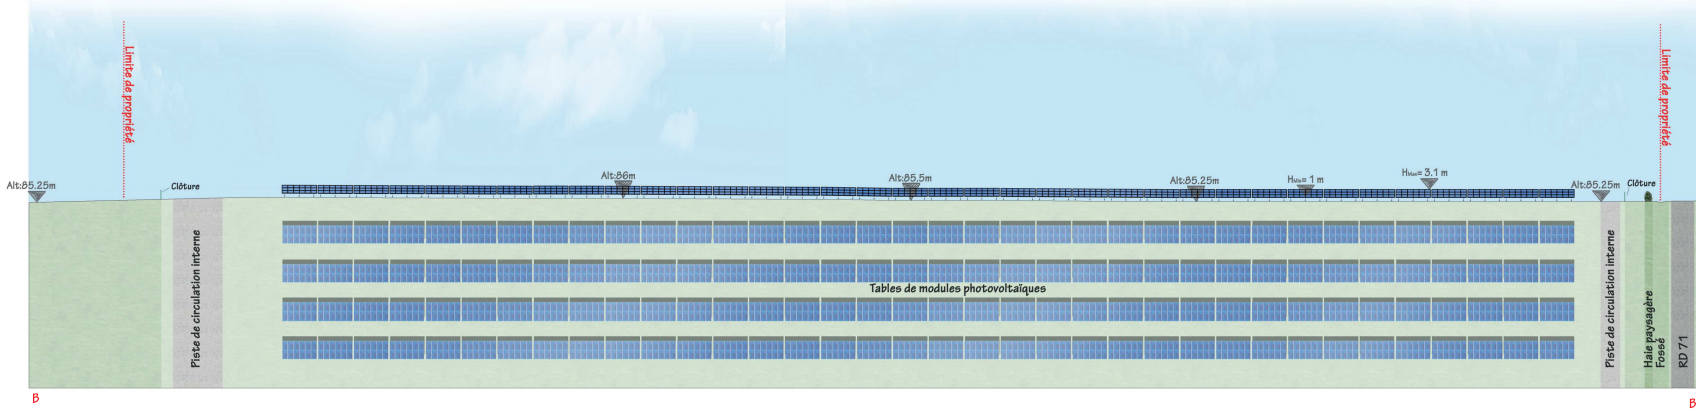 Limite de propriété
Limite de propriété
Alt:85.25m
Clôture
Alt:86m
Alt:85.5m
Alt:85.25m
HMin= 1 m
HMax= 3,1 m
Alt:85.25m
Clôture
Piste de circulation interne
Tables de modules photovoltaïques
Piste de circulation interne
Haie paysagère
Fossé
RD 71
B
B